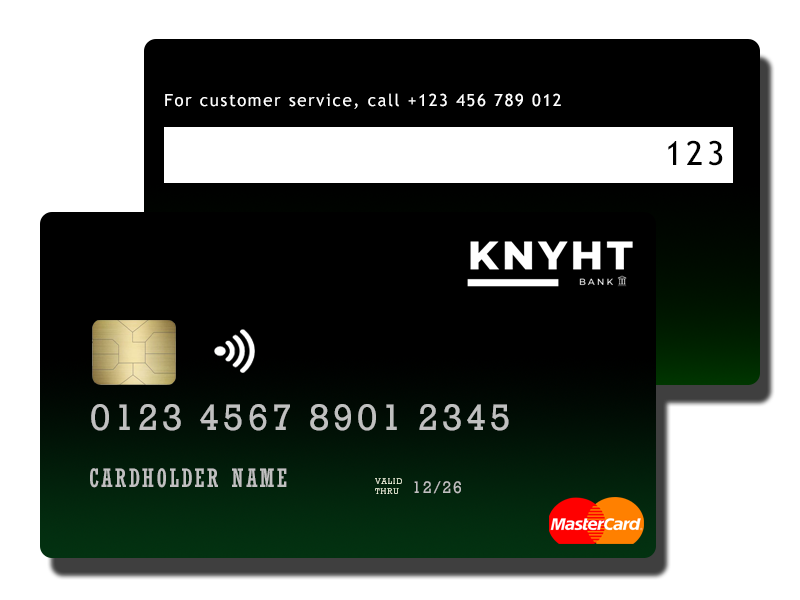 For customer service, call +123 456 789 012
123
KNYHT
BANK
0123 4567 8901 2345
CARDHOLDER NAME
VALID
THRU 12/26
MasterCard